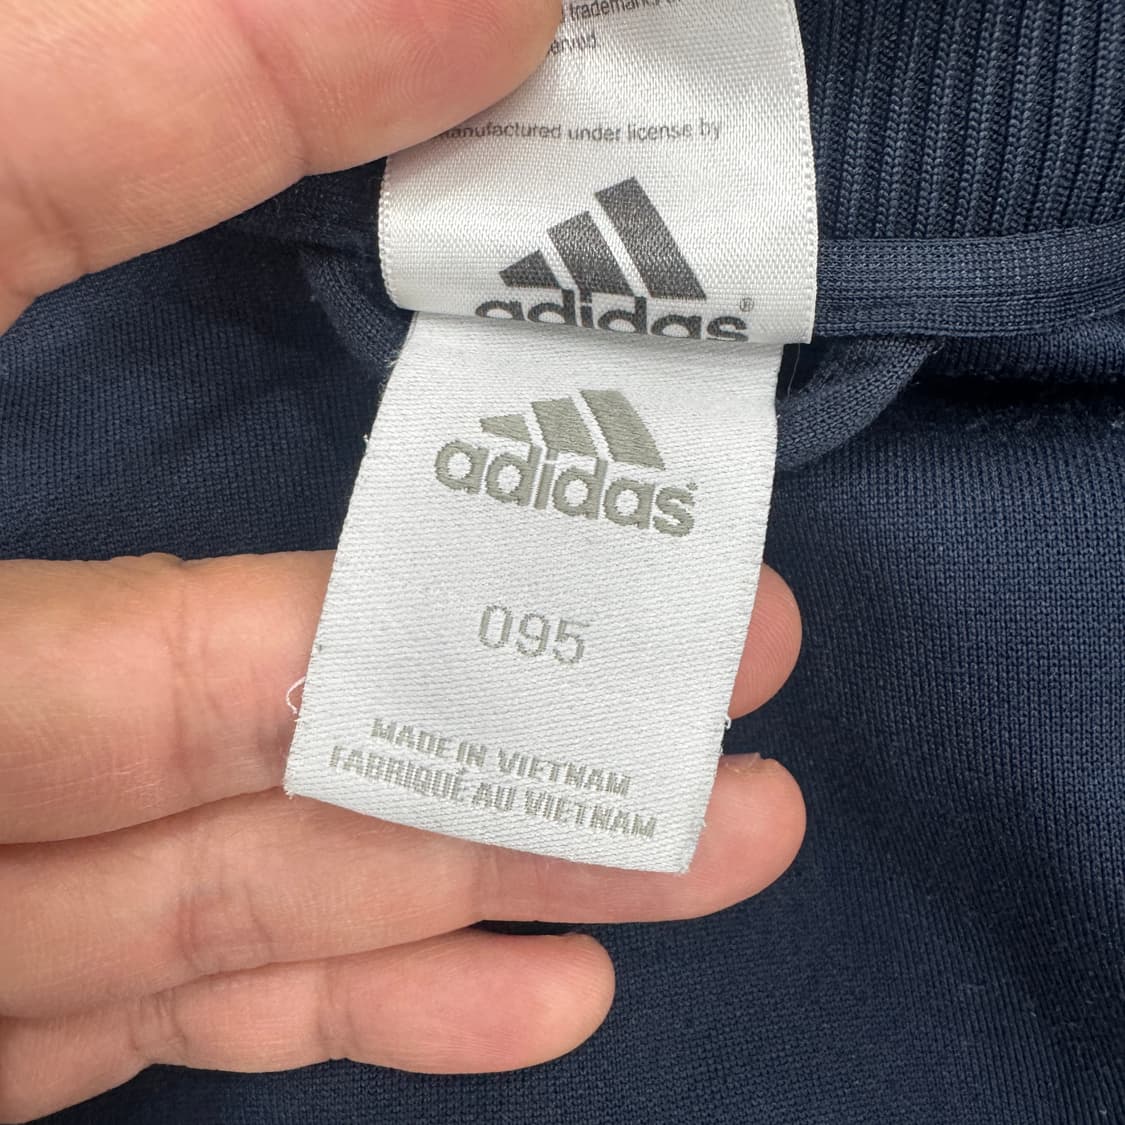 trademark
manufactured under license by
adidas®
adidas
095
MADE IN VIETNAM
FABRIQUÉ AU VIETNAM